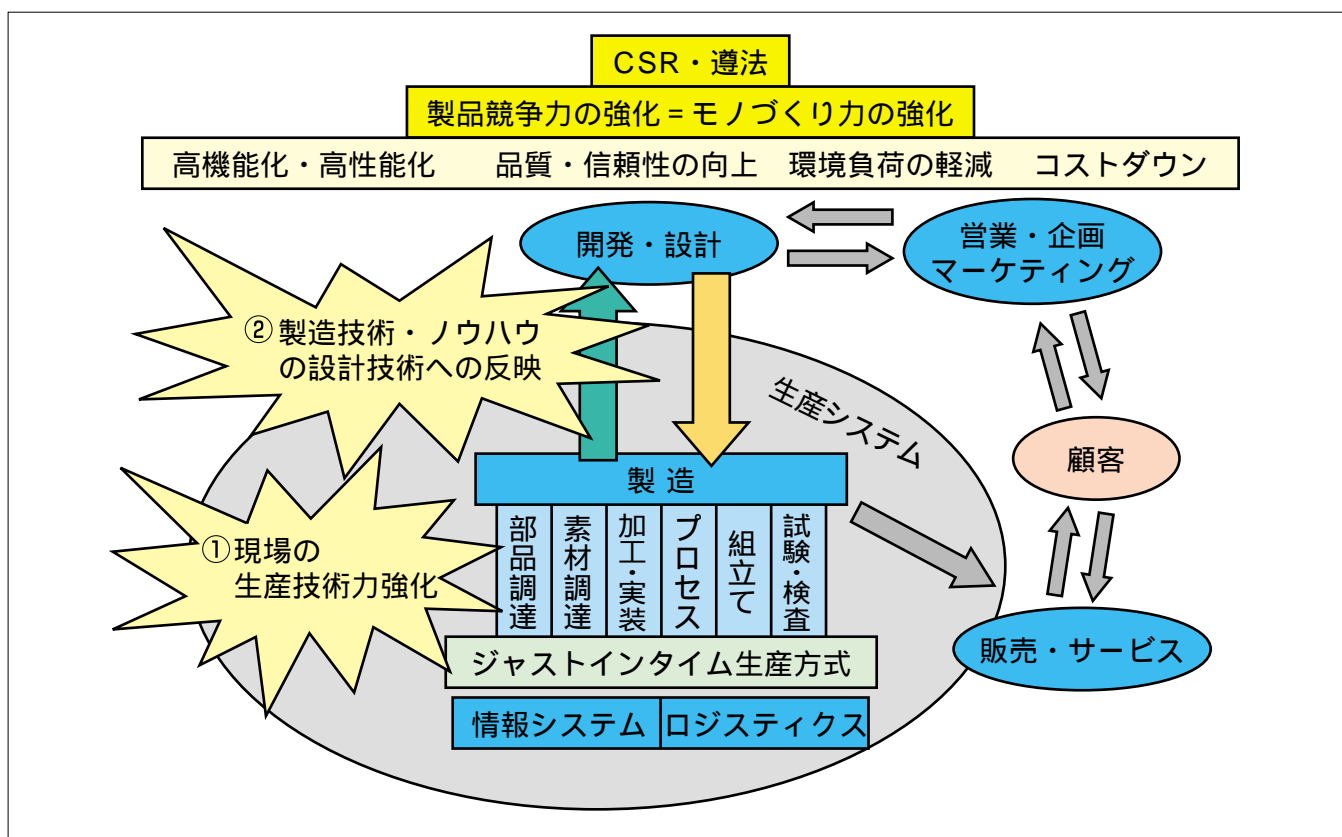 CSR・遵法
製品競争力の強化＝モノづくり力の強化
高機能化・高性能化　品質・信頼性の向上　環境負荷の軽減　コストダウン
開発・設計
営業・企画
マーケティング
②製造技術・ノウハウ
の設計技術への反映
生産システム
顧客
製造
①現場の
生産技術力強化
部品調達
素材調達
加工・実装
プロセス
組立て
試験・検査
ジャストインタイム生産方式
販売・サービス
情報システム
ロジスティクス